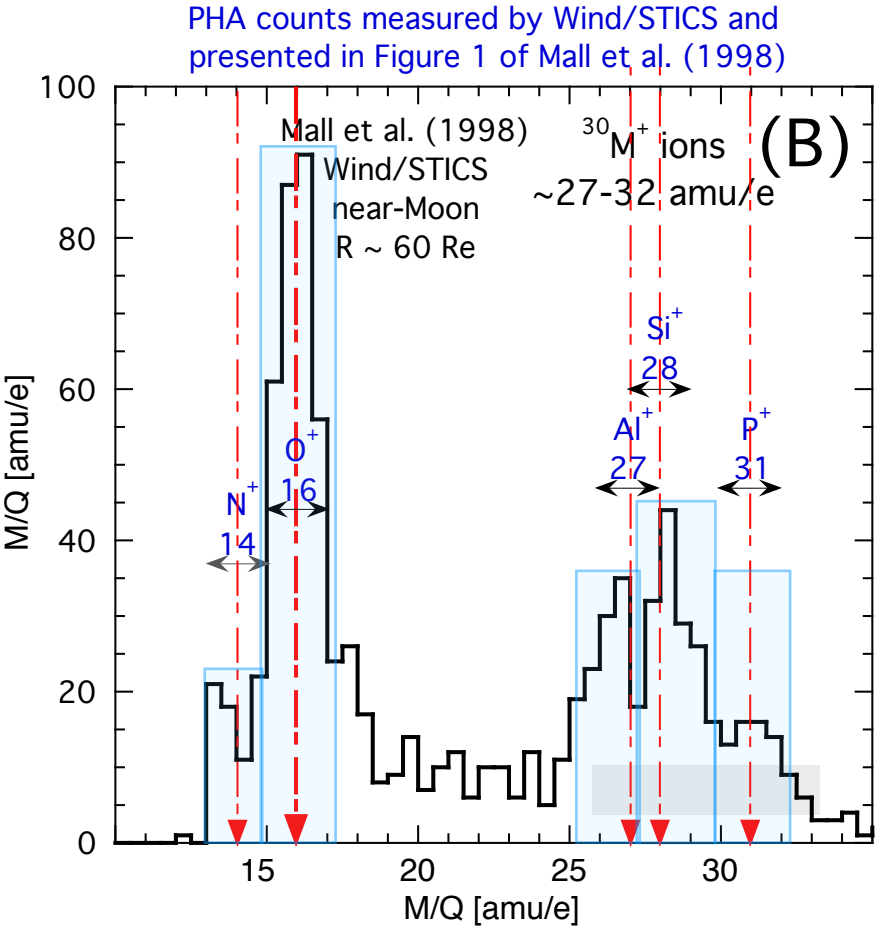 PHA counts measured by Wind/STICS and
presented in Figure 1 of Mall et al. (1998)
100
80
60
40
20
0
M/Q [amu/e]
Mall et al. (1998)
Wind/STICS
near-Moon
R ~ 60 Re
³⁰M⁺ ions
~27-32 amu/e
(B)
Si⁺
28
Al⁺
27
P⁺
31
O⁺
16
N⁺
14
15
20
25
30
M/Q [amu/e]